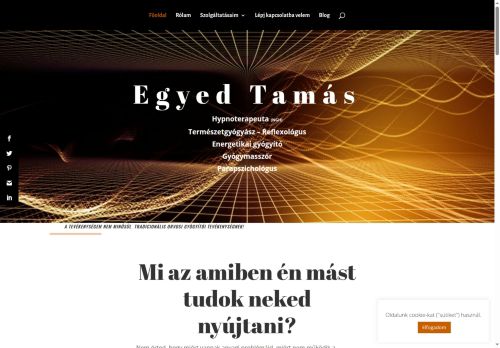 Főoldal Rólam Szolgáltatásaim Lépj kapcsolatba velem Blog
Egyed Tamás
Hypnoterapeuta
Természetgyógyász – Reflexológus
Energetikai gyógyító
Gyógymasszőr
Parapszichológus
A TEVÉKENYSÉGEM NEM MINŐSÜL TRADICIONÁLIS ORVOSI GYÓGYÍTÓI TEVÉKENYSÉGNEK!
Mi az amiben én mást
tudok neked
nyújtani?
Oldalunk cookie-kat ("sütiket") használ.
Elfogadom